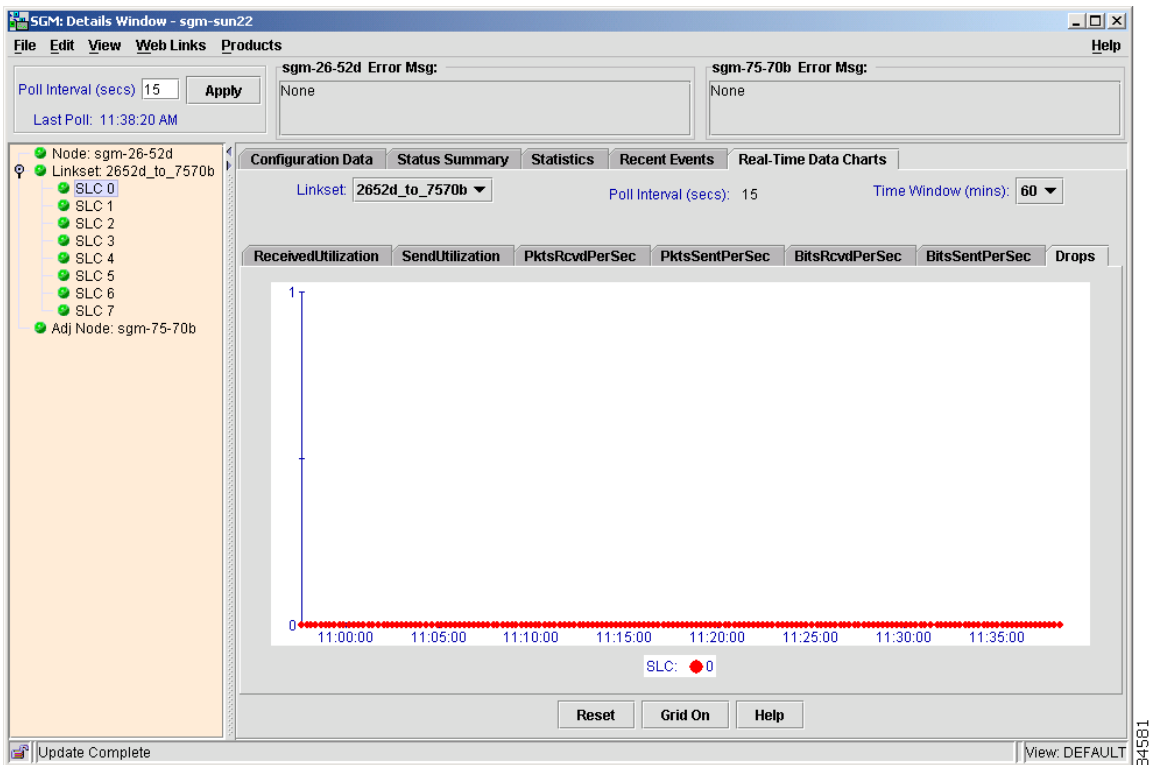 SGM: Details Window - sgm-sun22
File Edit View Web Links Products Help
Poll Interval (secs) 15 Apply
Last Poll: 11:38:20 AM
sgm-26-52d Error Msg:
None
sgm-75-70b Error Msg:
None
Node: sgm-26-52d
Linkset: 2652d_to_7570b
SLC 0
SLC 1
SLC 2
SLC 3
SLC 4
SLC 5
SLC 6
SLC 7
Adj Node: sgm-75-70b
Configuration Data Status Summary Statistics Recent Events Real-Time Data Charts
Linkset: 2652d_to_7570b Poll Interval (secs): 15 Time Window (mins): 60
ReceivedUtilization SendUtilization PktsRcvdPerSec PktsSentPerSec BitsRcvdPerSec BitsSentPerSec Drops
1
0
11:00:00 11:05:00 11:10:00 11:15:00 11:20:00 11:25:00 11:30:00 11:35:00
SLC: 0
Reset Grid On Help
Update Complete View: DEFAULT
84581